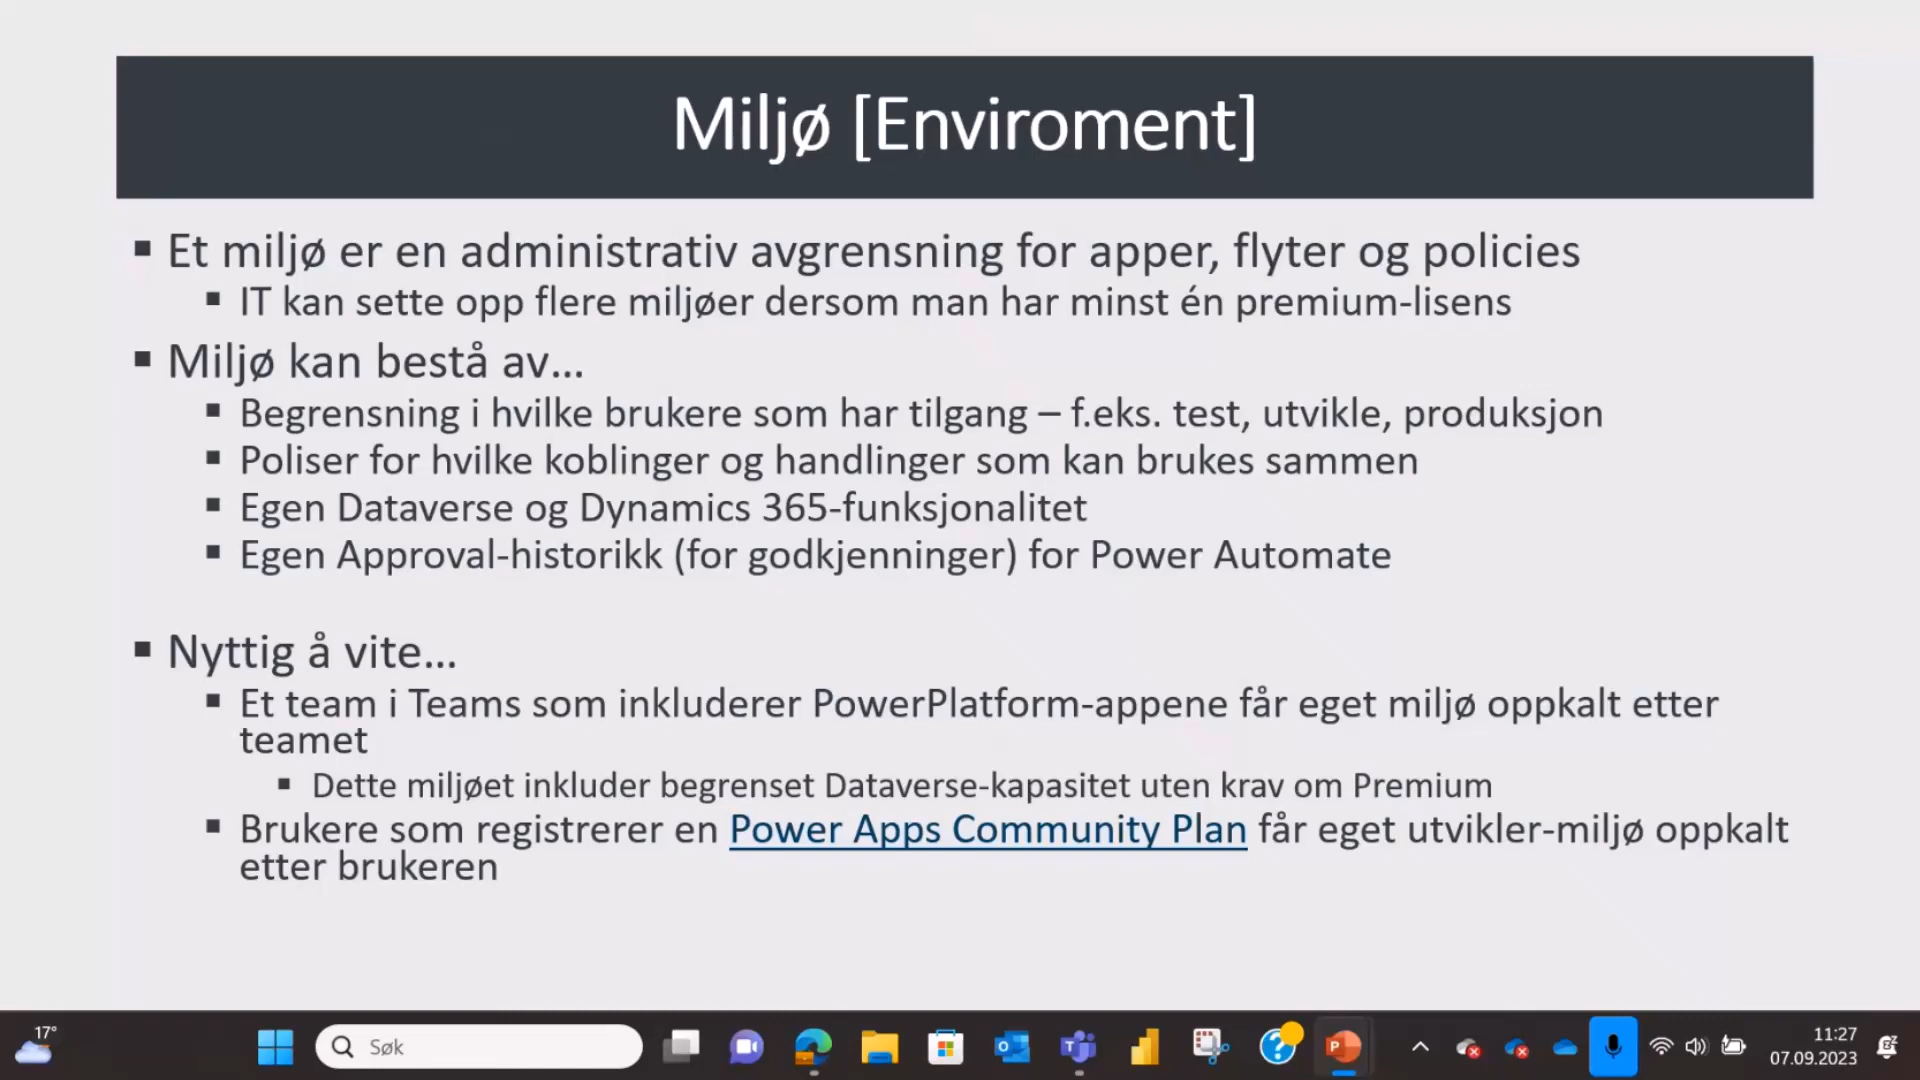 Miljø [Enviroment]
Et miljø er en administrativ avgrensning for apper, flyter og policies
IT kan sette opp flere miljøer dersom man har minst én premium-lisens
Miljø kan bestå av...
Begrensning i hvilke brukere som har tilgang – f.eks. test, utvikle, produksjon
Poliser for hvilke koblinger og handlinger som kan brukes sammen
Egen Dataverse og Dynamics 365-funksjonalitet
Egen Approval-historikk (for godkjenninger) for Power Automate
Nyttig å vite...
Et team i Teams som inkluderer PowerPlatform-appene får eget miljø oppkalt etter
teamet
Dette miljøet inkluder begrenset Dataverse-kapasitet uten krav om Premium
Brukere som registrerer en Power Apps Community Plan får eget utvikler-miljø oppkalt
etter brukeren
17°
Søk
11:27
07.09.2023